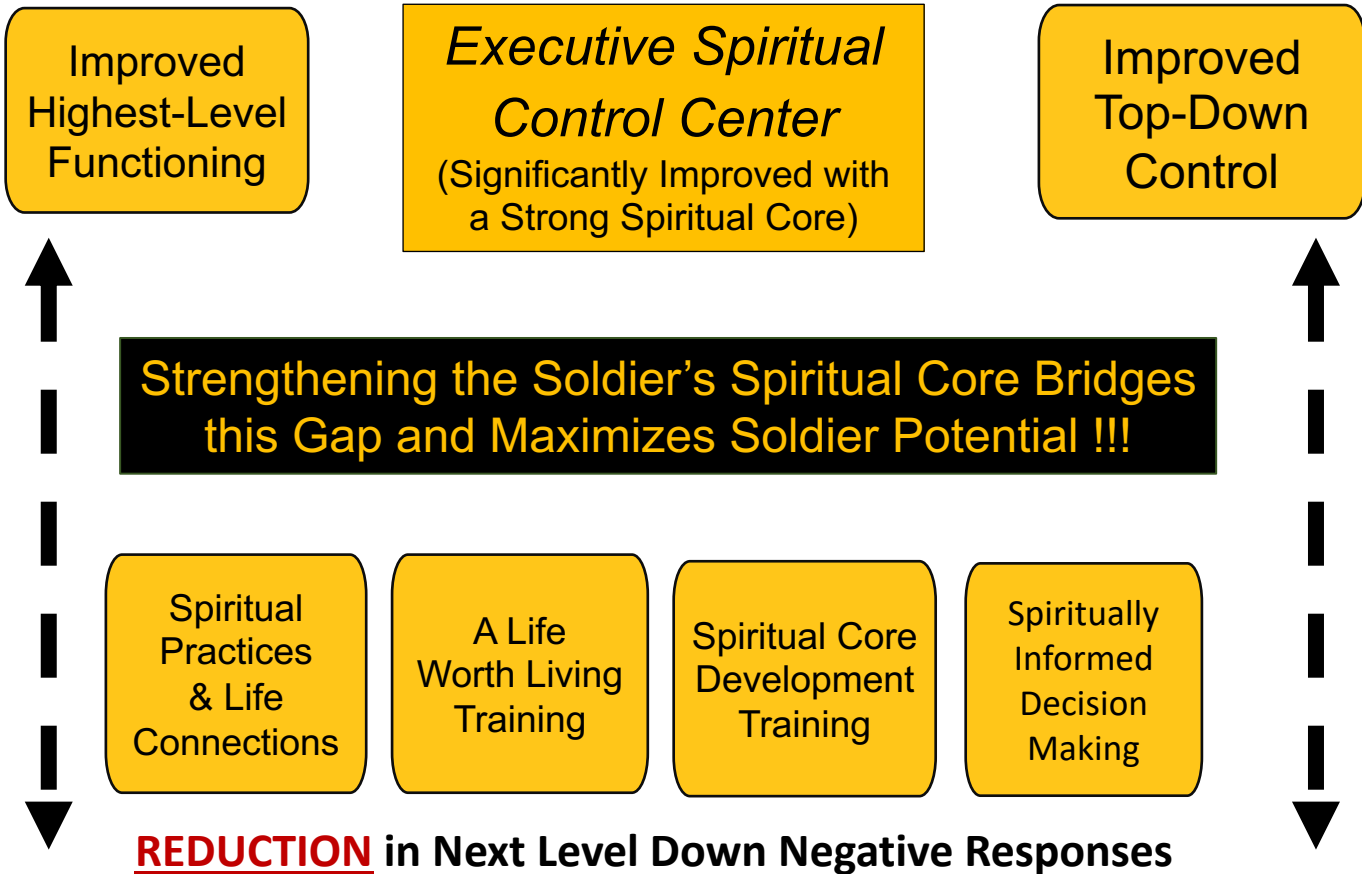 Improved
Highest-Level
Functioning
Executive Spiritual
Control Center
(Significantly Improved with
a Strong Spiritual Core)
Improved
Top-Down
Control
Strengthening the Soldier’s Spiritual Core Bridges
this Gap and Maximizes Soldier Potential !!!
Spiritual
Practices
& Life
Connections
A Life
Worth Living
Training
Spiritual Core
Development
Training
Spiritually
Informed
Decision
Making
REDUCTION in Next Level Down Negative Responses